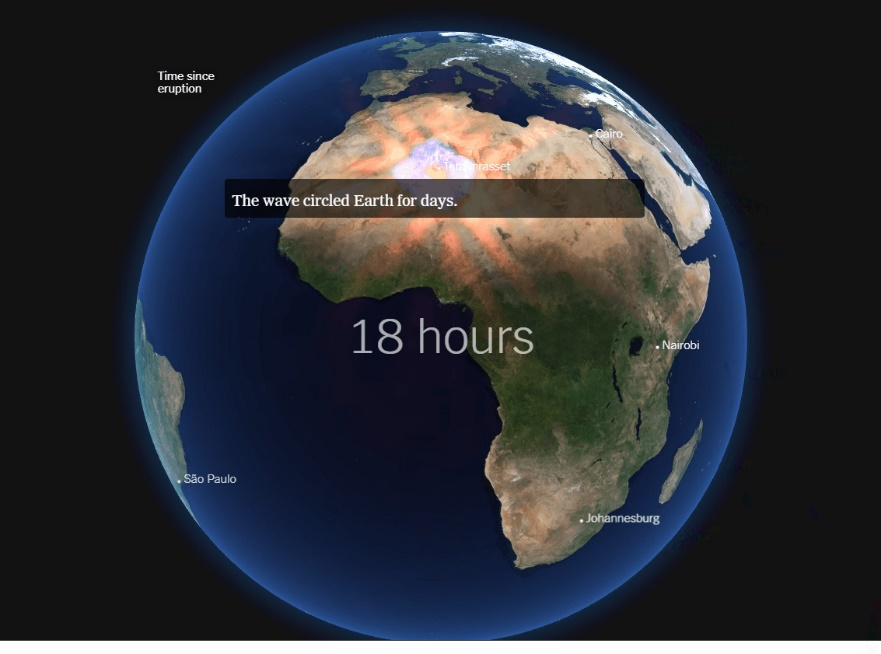 Time since
eruption
Cairo
The wave circled Earth for days.
18 hours
Nairobi
São Paulo
Johannesburg